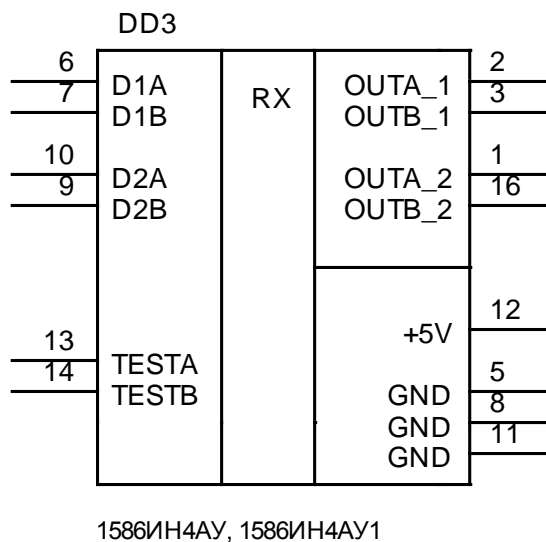 DD3
6 D1A RX OUTA_1 2
7 D1B OUTB_1 3
10 D2A OUTA_2 1
9 D2B OUTB_2 16
+5V 12
13 TESTA
14 TESTB GND 5
GND 8
GND 11
1586ИН4АУ, 1586ИН4АУ1